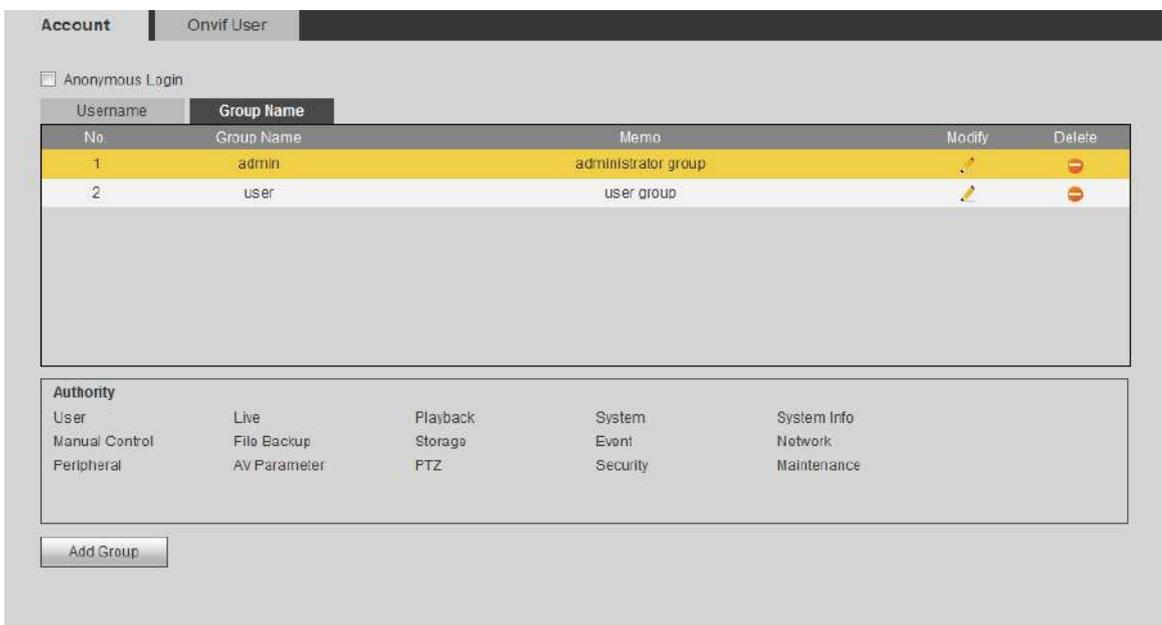 Account Onvif User
Anonymous Login
Username Group Name
No. Group Name Memo Modify Delete
1 admin administrator group
2 user user group
Authority
User Live Playback System System Info
Manual Control File Backup Storage Event Network
Peripheral AV Parameter PTZ Security Maintenance
Add Group